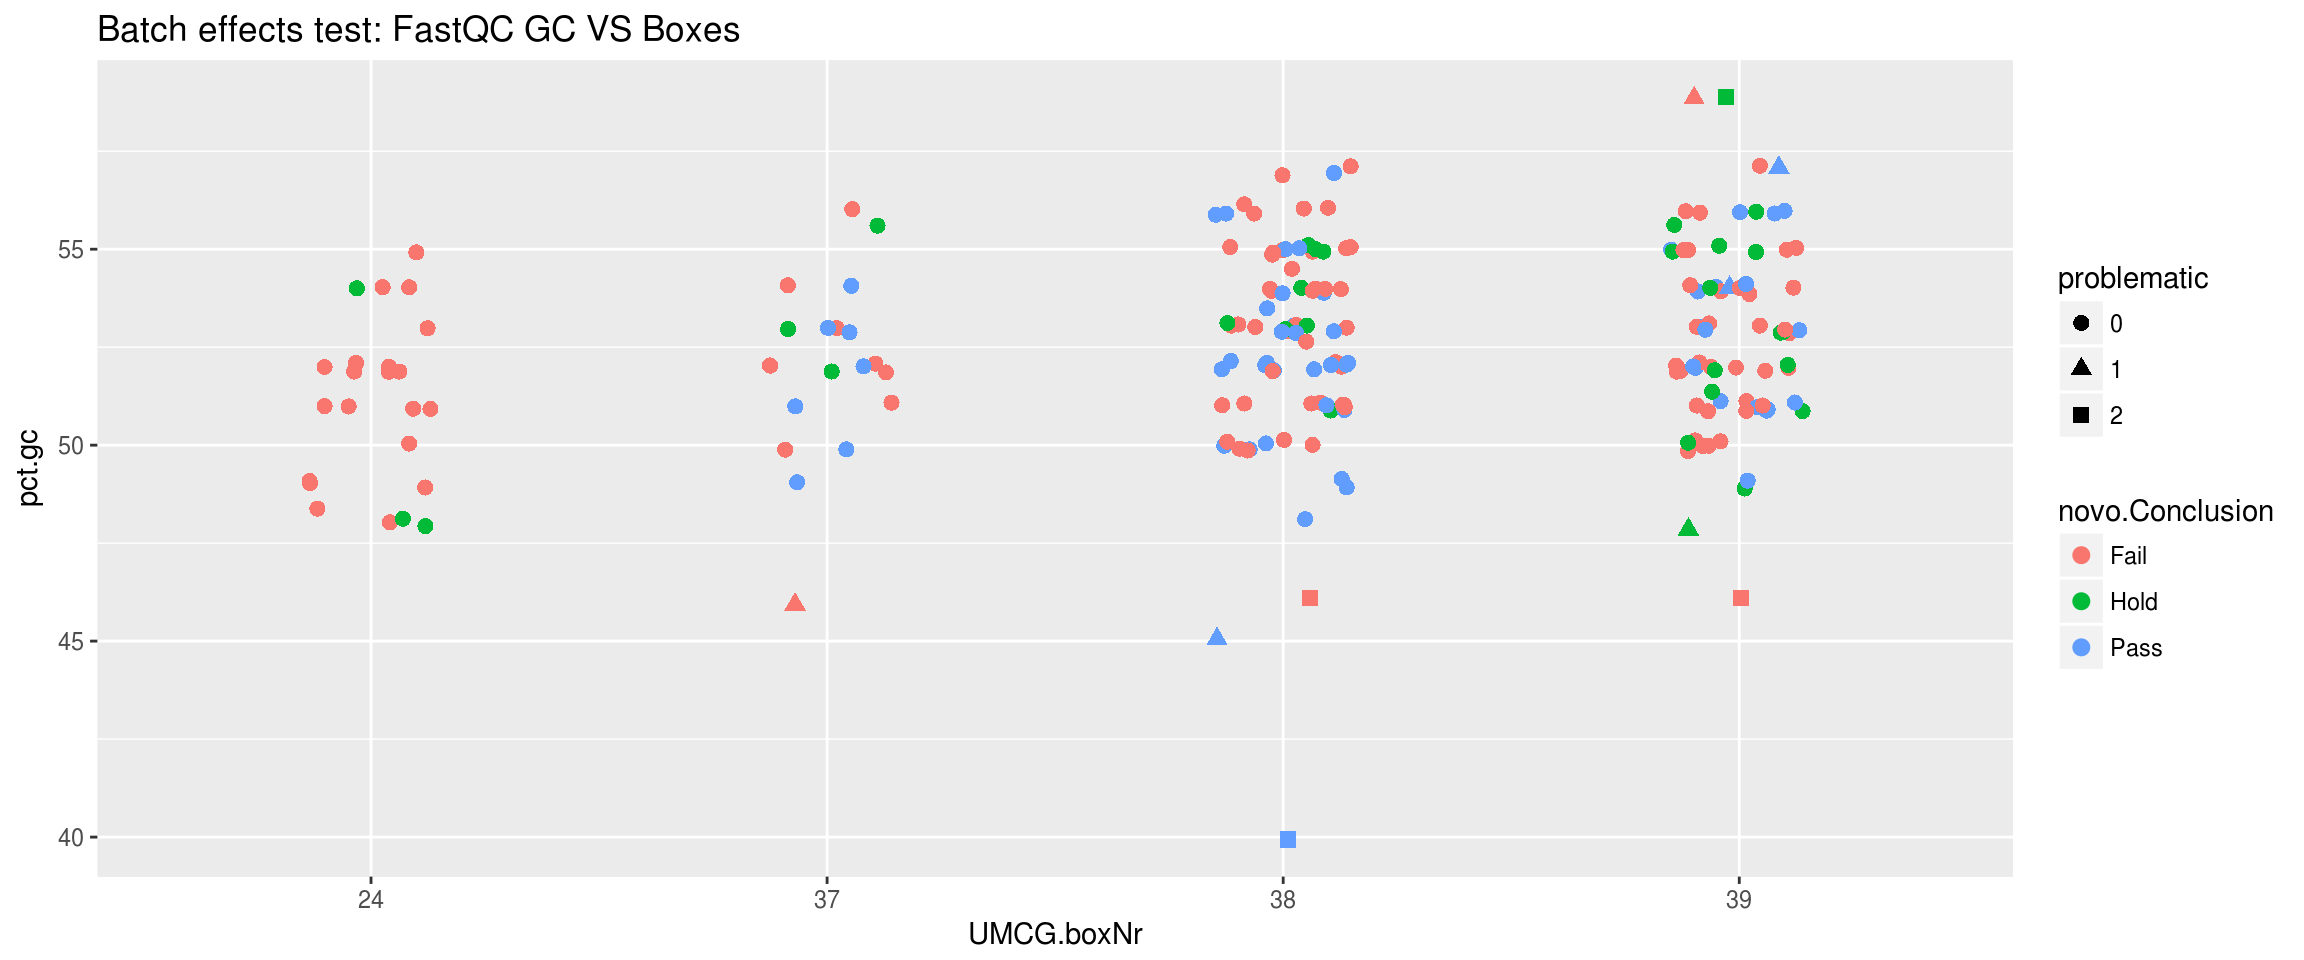 Batch effects test: FastQC GC VS Boxes
pct.gc
55
50
45
40
24
37
38
39
UMCG.boxNr
problematic
0
1
2
novo.Conclusion
Fail
Hold
Pass